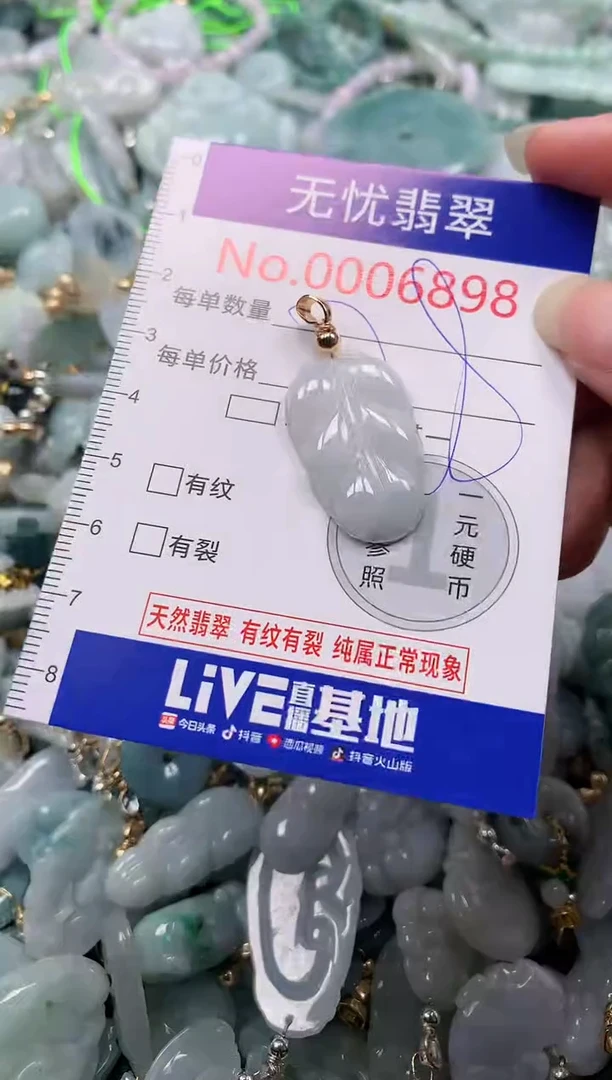 0
无忧翡翠
1
No.0006898
2
每单数量
3
每单价格
4
一
5
有纹
一元硬币
参照
6
有裂
7
天然翡翠 有纹有裂 纯属正常现象
8
LiVE直播基地
头条 今日头条 抖音 西瓜视频 抖音火山版